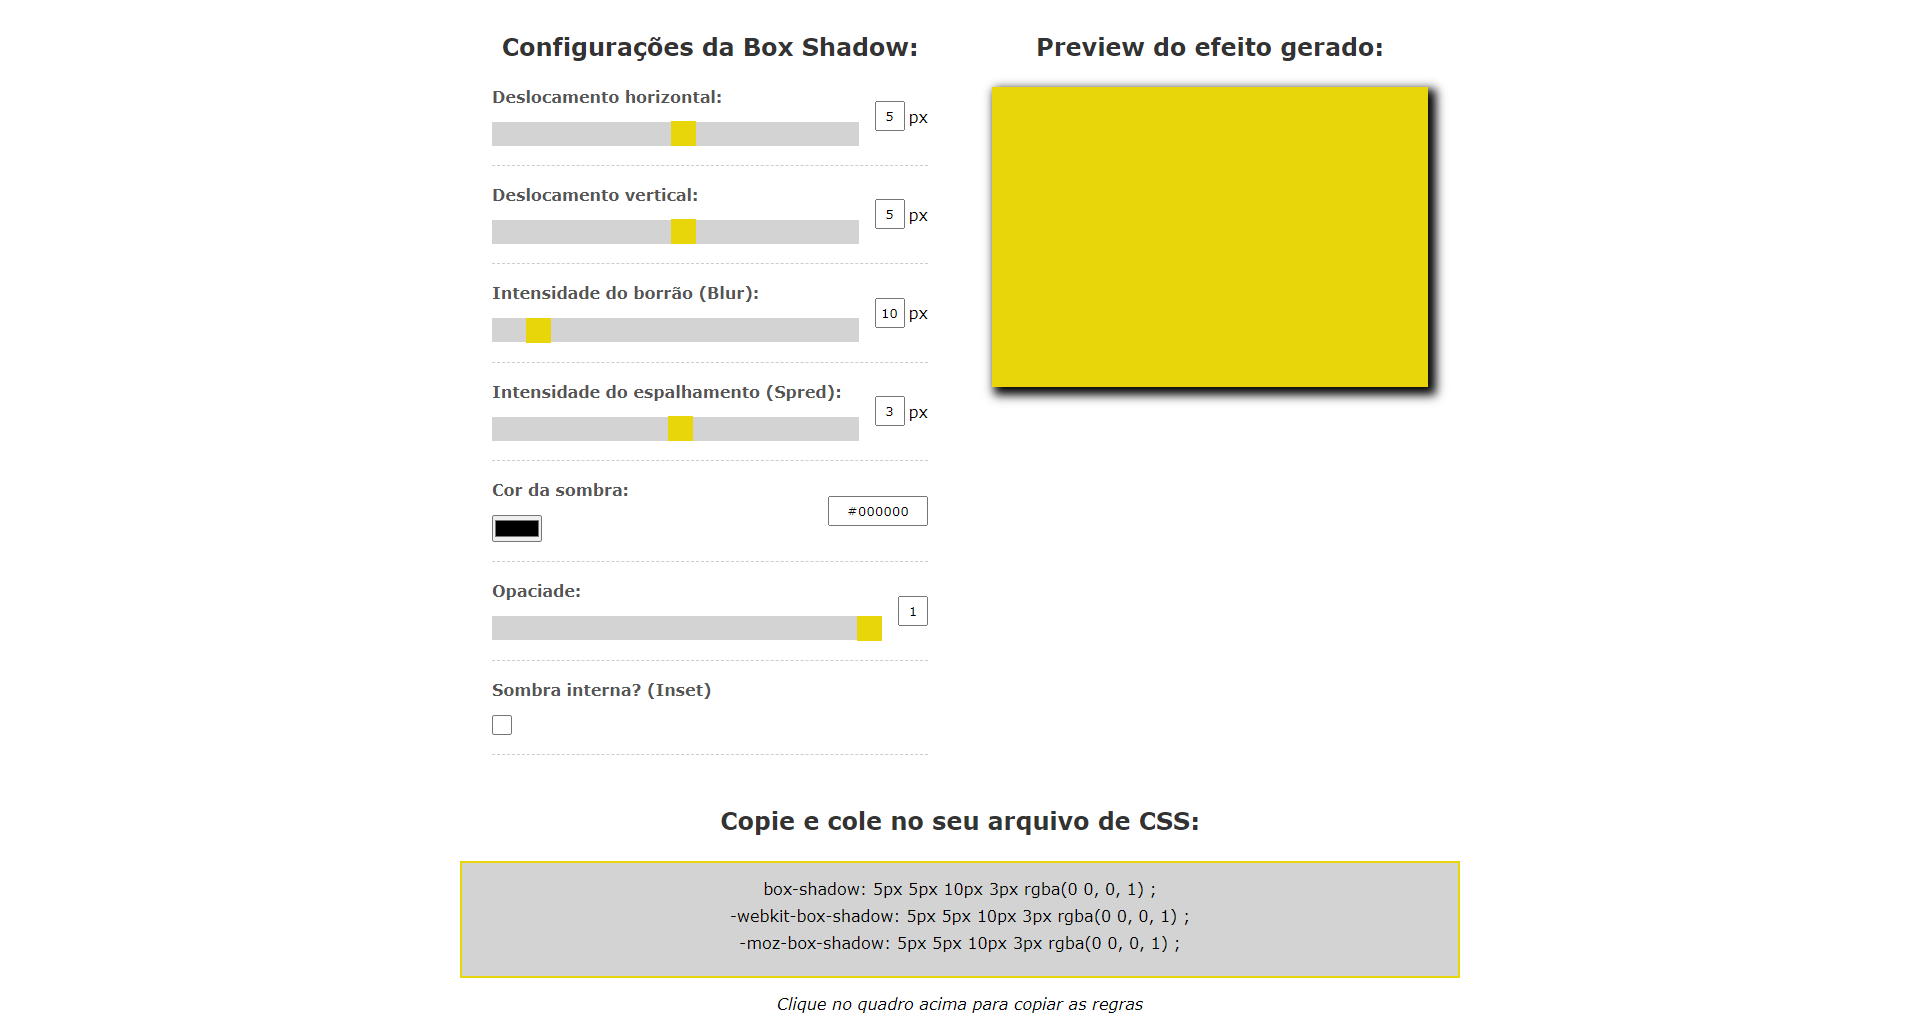 Configurações da Box Shadow:
Deslocamento horizontal:
5 px
Deslocamento vertical:
5 px
Intensidade do borrão (Blur):
10 px
Intensidade do espalhamento (Spred):
3 px
Cor da sombra:
#000000
Opaciade:
1
Sombra interna? (Inset)
Preview do efeito gerado:
Copie e cole no seu arquivo de CSS:
box-shadow: 5px 5px 10px 3px rgba(0 0, 0, 1) ;
-webkit-box-shadow: 5px 5px 10px 3px rgba(0 0, 0, 1) ;
-moz-box-shadow: 5px 5px 10px 3px rgba(0 0, 0, 1) ;
Clique no quadro acima para copiar as regras